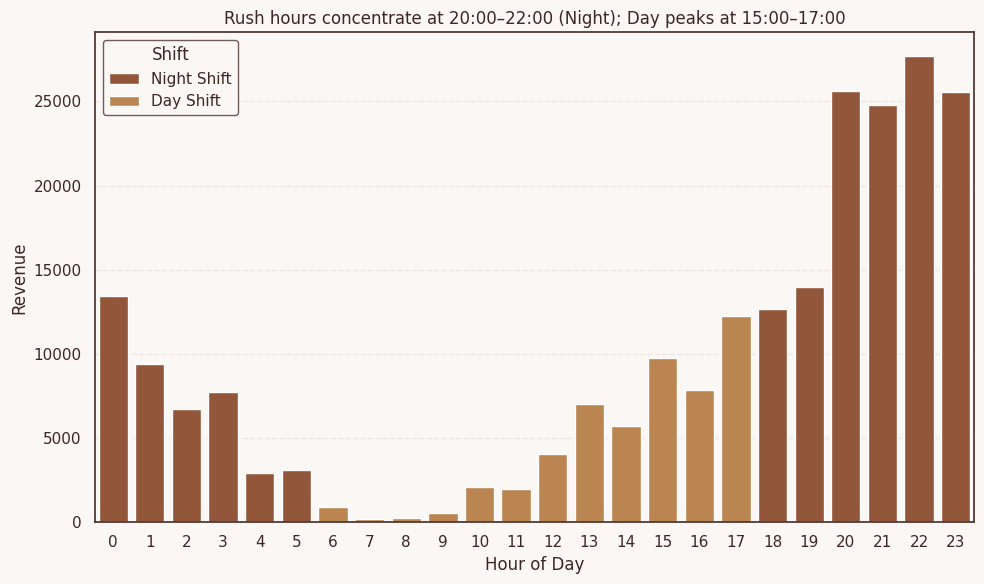 Rush hours concentrate at 20:00–22:00 (Night); Day peaks at 15:00–17:00
Shift
Night Shift
Day Shift
25000
20000
15000
10000
5000
0
Revenue
0 1 2 3 4 5 6 7 8 9 10 11 12 13 14 15 16 17 18 19 20 21 22 23
Hour of Day